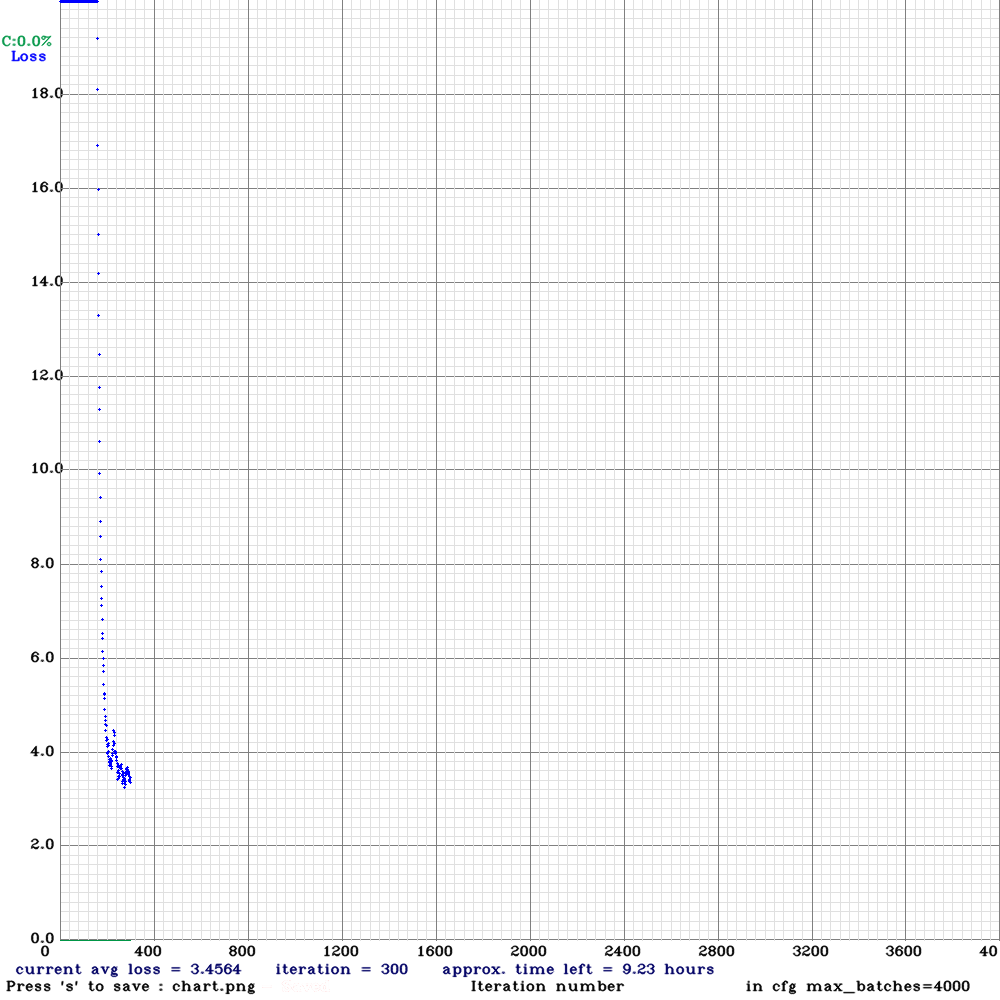 C:0.0%
Loss
18.0
16.0
14.0
12.0
10.0
8.0
6.0
4.0
2.0
0.0
0 400 800 1200 1600 2000 2400 2800 3200 3600 40
current avg loss = 3.4564 iteration = 300 approx. time left = 9.23 hours
Press 's' to save : chart.png Iteration number in cfg max_batches=4000